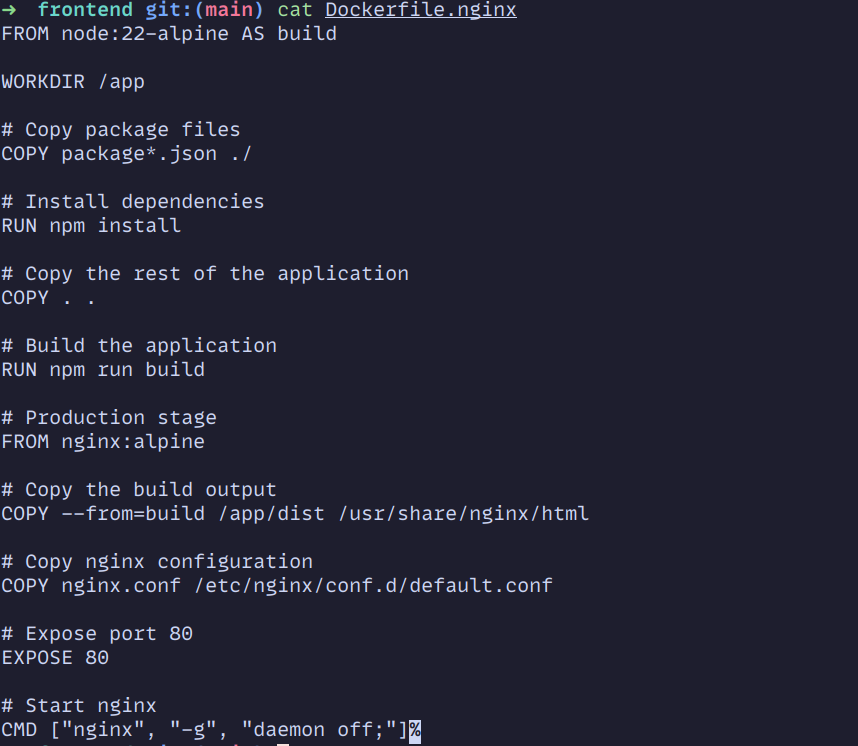 → frontend git:(main) cat Dockerfile.nginx
FROM node:22-alpine AS build
WORKDIR /app
# Copy package files
COPY package*.json ./
# Install dependencies
RUN npm install
# Copy the rest of the application
COPY . .
# Build the application
RUN npm run build
# Production stage
FROM nginx:alpine
# Copy the build output
COPY --from=build /app/dist /usr/share/nginx/html
# Copy nginx configuration
COPY nginx.conf /etc/nginx/conf.d/default.conf
# Expose port 80
EXPOSE 80
# Start nginx
CMD ["nginx", "-g", "daemon off;"]%